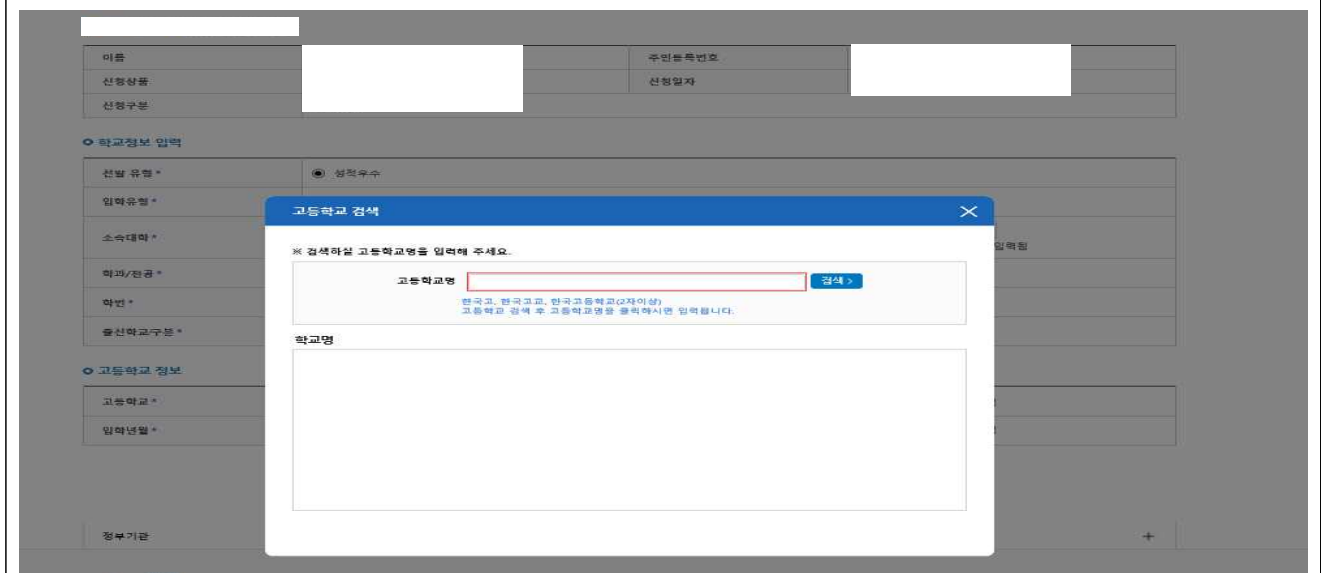 이름
주민등록번호
신청상품
신청일자
신청구분
학교정보 입력
선발 유형 *
성적우수
입학유형 *
고등학교 검색
소속대학 *
입력됨
※ 검색하실 고등학교명을 입력해 주세요.
학과/전공 *
고등학교명
검색 >
한국고, 한국고교, 한국고등학교(2자이상)
고등학교 검색 후 고등학교명을 클릭하시면 입력됩니다.
학번 *
출신학교구분 *
학교명
고등학교 정보
고등학교 *
입학년월 *
정부기관